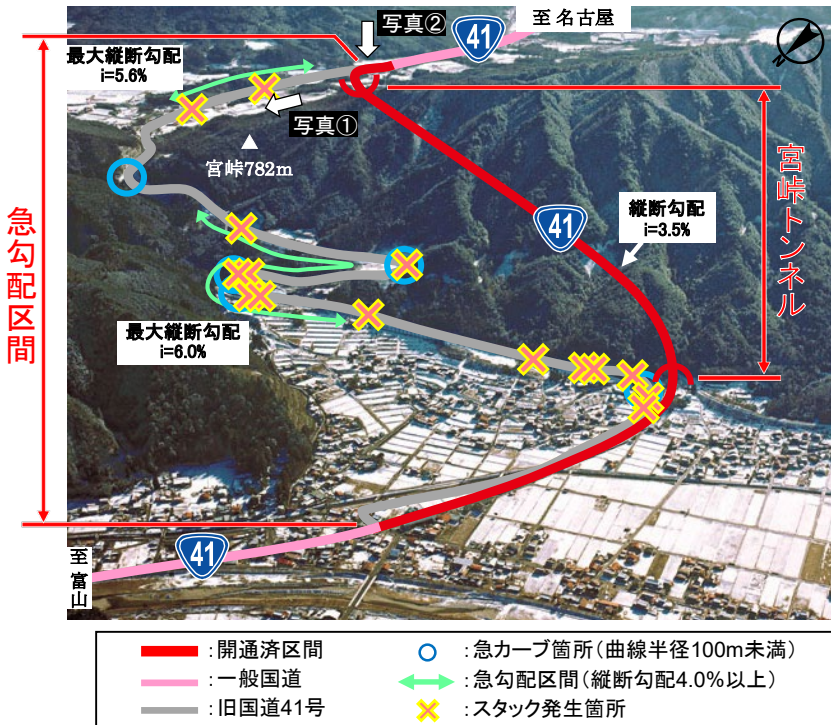 写真②
至 名古屋
41
最大縦断勾配
i=5.6%
写真①
宮峠782m
宮峠トンネル
急勾配区間
41
縦断勾配
i=3.5%
最大縦断勾配
i=6.0%
41
至 富山
:開通済区間
:急カーブ箇所(曲線半径100m未満)
:一般国道
:急勾配区間(縦断勾配4.0%以上)
:旧国道41号
:スタック発生箇所